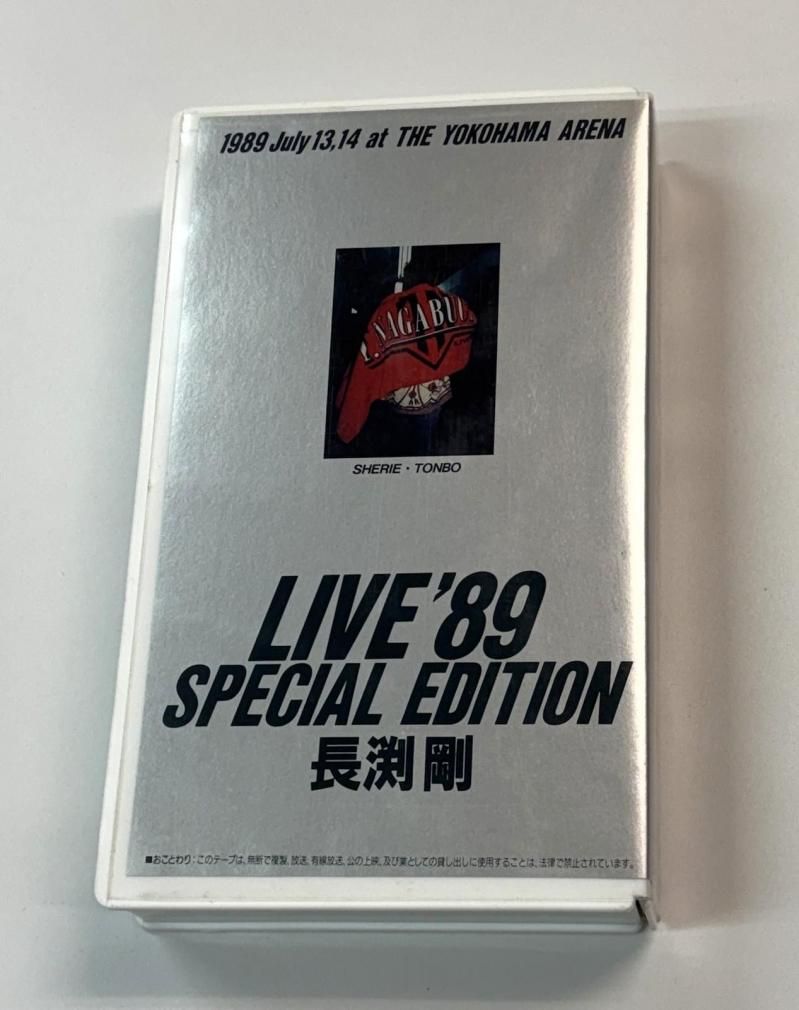 1989 July 13,14 at THE YOKOHAMA ARENA
T. NAGABUC
LIVE
SHERIE・TONBO
LIVE'89
SPECIAL EDITION
長渕 剛
■おことわり:このテープは、無断で複製、放送、有線放送、公の上映、及び業としての貸し出しに使用することは、法律で禁止されています。